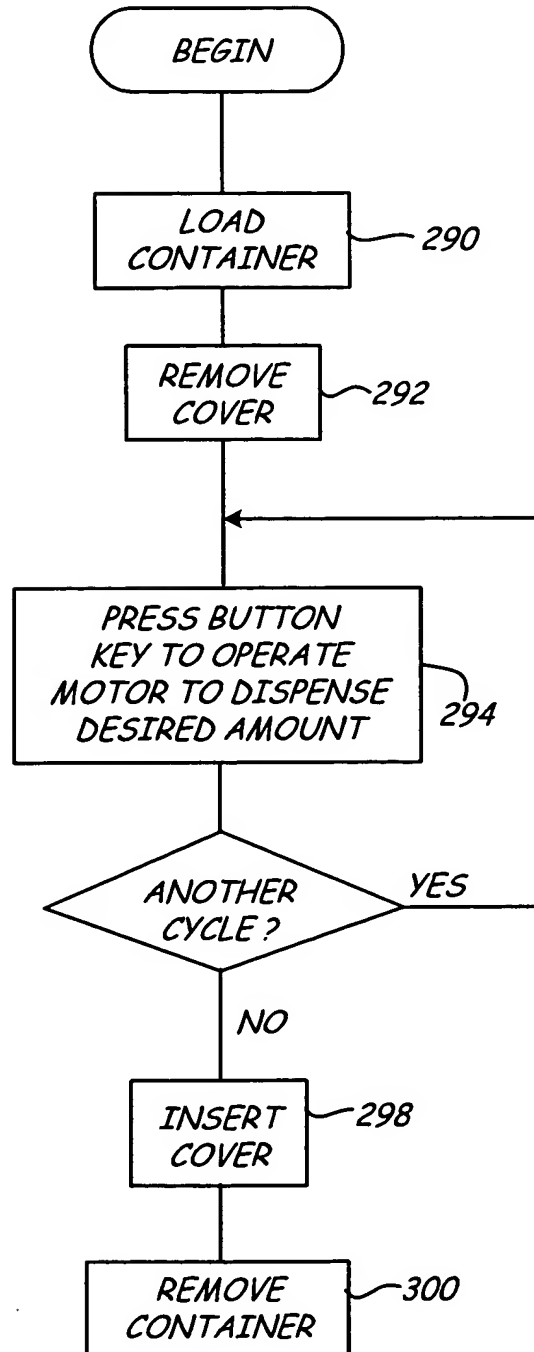 BEGIN
LOAD
CONTAINER
290
REMOVE
COVER
292
PRESS BUTTON
KEY TO OPERATE
MOTOR TO DISPENSE
DESIRED AMOUNT
294
ANOTHER
CYCLE?
YES
NO
INSERT
COVER
298
REMOVE
CONTAINER
300